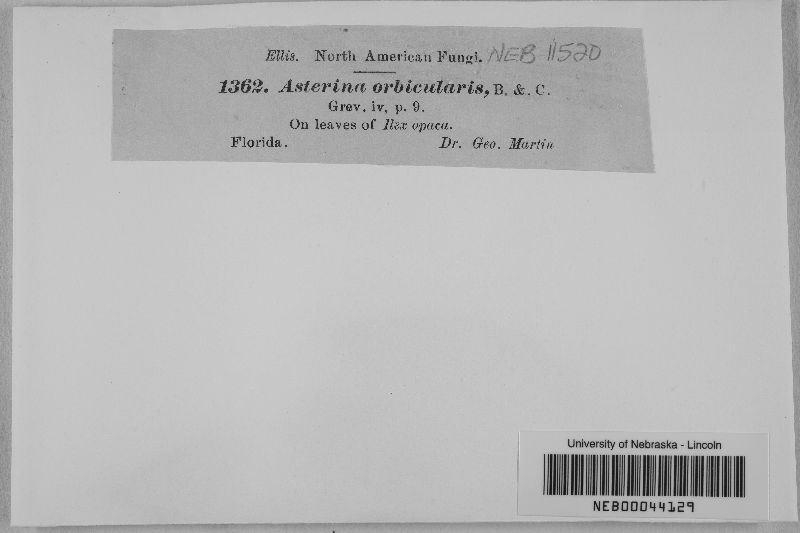 Ellis. North American Fungi. NEB 11520
1362. Asterina orbicularis, B. & C.
Grev. iv, p. 9.
On leaves of Ilex opaca.
Florida. Dr. Geo. Martin
University of Nebraska - Lincoln
NEB00044129